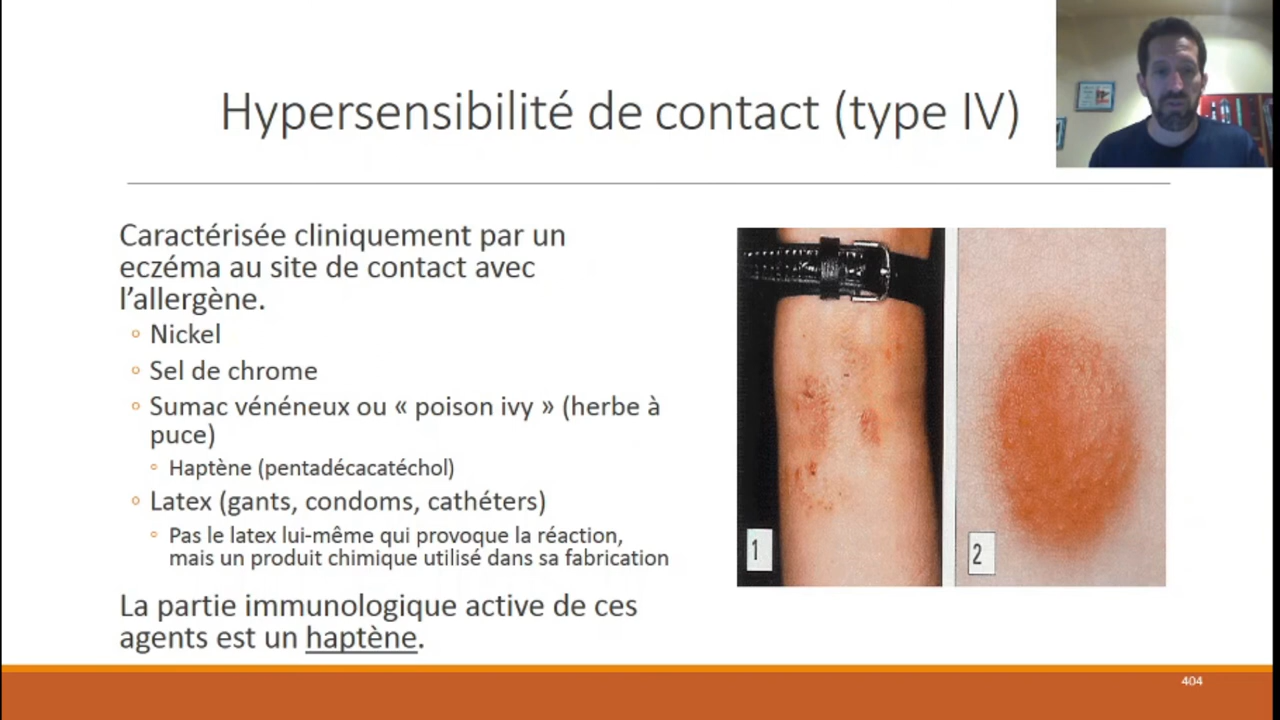 Hypersensibilité de contact (type IV)
Caractérisée cliniquement par un
eczéma au site de contact avec
l’allergène.
◦ Nickel
◦ Sel de chrome
◦ Sumac vénéneux ou « poison ivy » (herbe à
puce)
◦ Haptène (pentadécacatéchol)
◦ Latex (gants, condoms, cathéters)
◦ Pas le latex lui-même qui provoque la réaction,
mais un produit chimique utilisé dans sa fabrication
La partie immunologique active de ces
agents est un haptène.
1
2
404